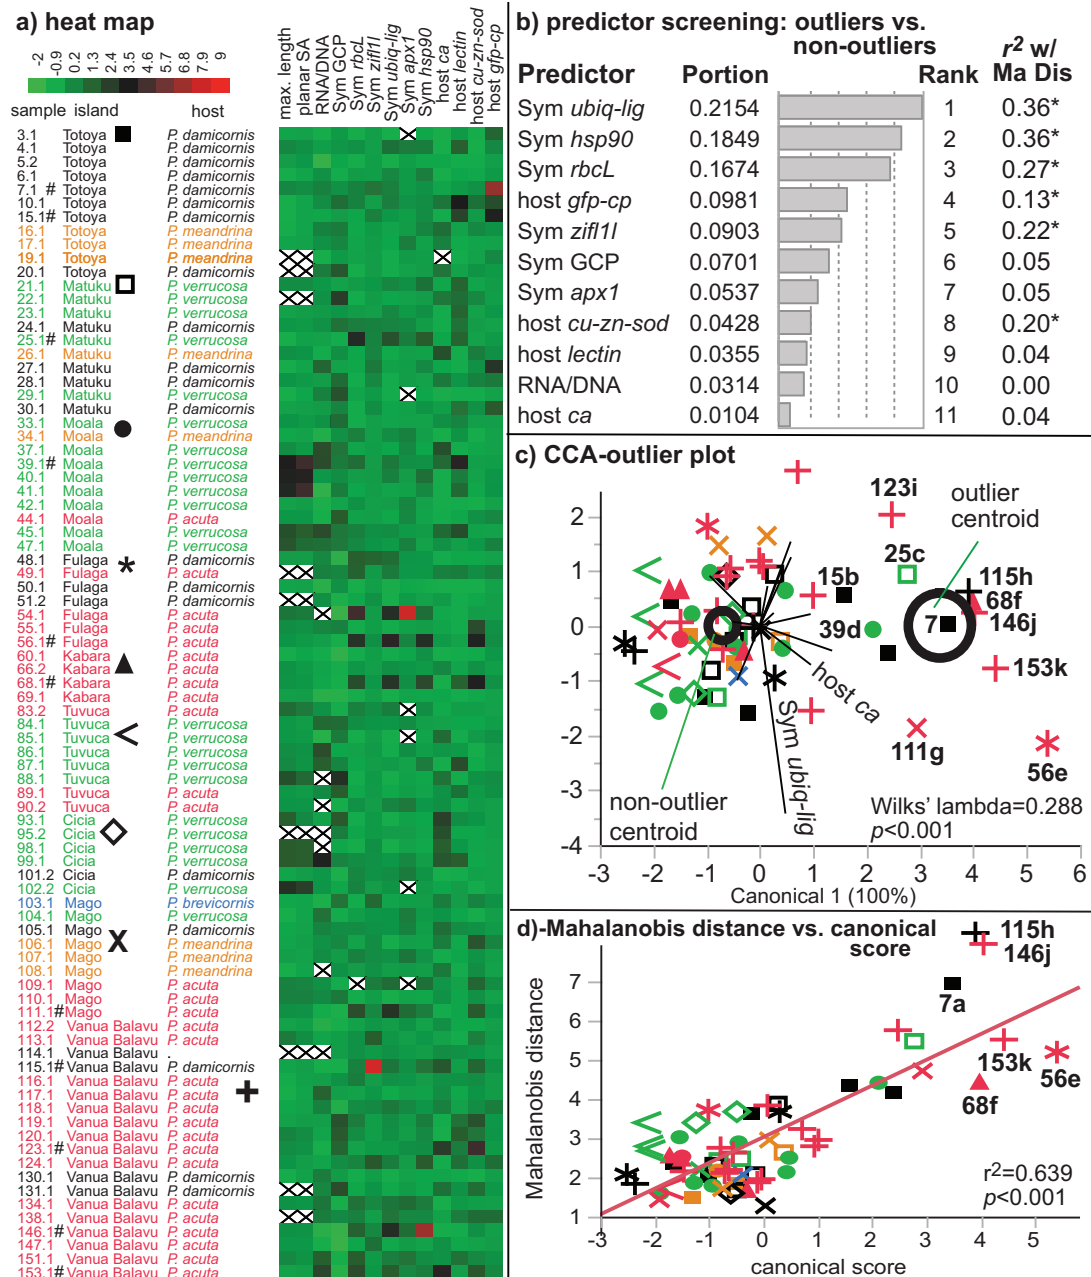 a) heat map
-2
-0.9
0.2
1.3
2.4
3.5
4.6
5.7
6.8
7.9
9
max. length
planar SA
RNA/DNA
Sym GCP
Sym rbcL
Sym zifl1l
Sym ubiq-lig
Sym apx1
Sym hsp90
host ca
host lectin
host cu-zn-sod
host gfp-cp
sample island host
3.1 Totoya P. damicornis
4.1 Totoya P. damicornis
5.2 Totoya P. damicornis
6.1 Totoya P. damicornis
7.1 # Totoya P. damicornis
10.1 Totoya P. damicornis
15.1# Totoya P. damicornis
16.1 Totoya P. meandrina
17.1 Totoya P. meandrina
19.1 Totoya P. meandrina
20.1 Totoya P. damicornis
21.1 Matuku P. verrucosa
22.1 Matuku P. verrucosa
23.1 Matuku P. verrucosa
24.1 Matuku P. damicornis
25.1# Matuku P. verrucosa
26.1 Matuku P. meandrina
27.1 Matuku P. damicornis
28.1 Matuku P. damicornis
29.1 Matuku P. verrucosa
30.1 Matuku P. damicornis
33.1 Moala P. verrucosa
34.1 Moala P. meandrina
37.1 Moala P. verrucosa
39.1# Moala P. verrucosa
40.1 Moala P. verrucosa
41.1 Moala P. verrucosa
42.1 Moala P. verrucosa
44.1 Moala P. acuta
45.1 Moala P. verrucosa
47.1 Moala P. verrucosa
48.1 Fulaga P. damicornis
49.1 Fulaga P. acuta
50.1 Fulaga P. damicornis
51.2 Fulaga P. damicornis
54.1 Fulaga P. acuta
55.1 Fulaga P. acuta
56.1# Fulaga P. acuta
60.1 Kabara P. acuta
66.2 Kabara P. acuta
68.1# Kabara P. acuta
69.1 Kabara P. acuta
83.2 Tuvuca P. acuta
84.1 Tuvuca P. verrucosa
85.1 Tuvuca P. verrucosa
86.1 Tuvuca P. verrucosa
87.1 Tuvuca P. verrucosa
88.1 Tuvuca P. verrucosa
89.1 Tuvuca P. acuta
90.2 Tuvuca P. acuta
93.1 Cicia P. verrucosa
95.2 Cicia P. verrucosa
98.1 Cicia P. verrucosa
99.1 Cicia P. verrucosa
101.2 Cicia P. damicornis
102.2 Cicia P. verrucosa
103.1 Mago P. brevicornis
104.1 Mago P. verrucosa
105.1 Mago P. damicornis
106.1 Mago P. meandrina
107.1 Mago P. meandrina
108.1 Mago P. meandrina
109.1 Mago P. acuta
110.1 Mago P. acuta
111.1# Mago P. acuta
112.2 Vanua Balavu P. acuta
113.1 Vanua Balavu P. acuta
114.1 Vanua Balavu .
115.1# Vanua Balavu P. damicornis
116.1 Vanua Balavu P. acuta
117.1 Vanua Balavu P. acuta
118.1 Vanua Balavu P. acuta
119.1 Vanua Balavu P. acuta
120.1 Vanua Balavu P. acuta
123.1# Vanua Balavu P. acuta
124.1 Vanua Balavu P. acuta
130.1 Vanua Balavu P. damicornis
131.1 Vanua Balavu P. damicornis
134.1 Vanua Balavu P. acuta
138.1 Vanua Balavu P. acuta
146.1# Vanua Balavu P. acuta
147.1 Vanua Balavu P. acuta
151.1 Vanua Balavu P. acuta
153.1# Vanua Balavu P. acuta
b) predictor screening: outliers vs.
non-outliers
Predictor Portion Rank r² w/ Ma Dis
Sym ubiq-lig 0.2154 1 0.36*
Sym hsp90 0.1849 2 0.36*
Sym rbcL 0.1674 3 0.27*
host gfp-cp 0.0981 4 0.13*
Sym zifl1l 0.0903 5 0.22*
Sym GCP 0.0701 6 0.05
Sym apx1 0.0537 7 0.05
host cu-zn-sod 0.0428 8 0.20*
host lectin 0.0355 9 0.04
RNA/DNA 0.0314 10 0.00
host ca 0.0104 11 0.04
c) CCA-outlier plot
2
1
0
-1
-2
-3
-4
123i
outlier
centroid
25c
15b
115h
68f
146j
7
39d
153k
host ca
Sym ubiq-lig
111g
56e
non-outlier
centroid
Wilks' lambda=0.288
p<0.001
-3 -2 -1 0 1 2 3 4 5 6
Canonical 1 (100%)
d)-Mahalanobis distance vs. canonical
score
115h
146j
7a
153k
56e
68f
7
6
5
4
3
2
1
Mahalanobis distance
r²=0.639
p<0.001
-3 -2 -1 0 1 2 3 4 5
canonical score